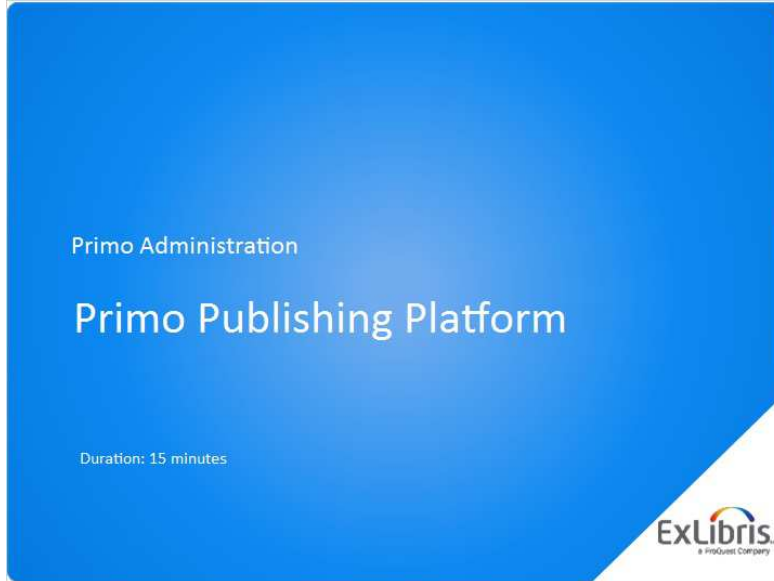 Primo Administration
Primo Publishing Platform
Duration: 15 minutes
ExLibris
a ProQuest Company